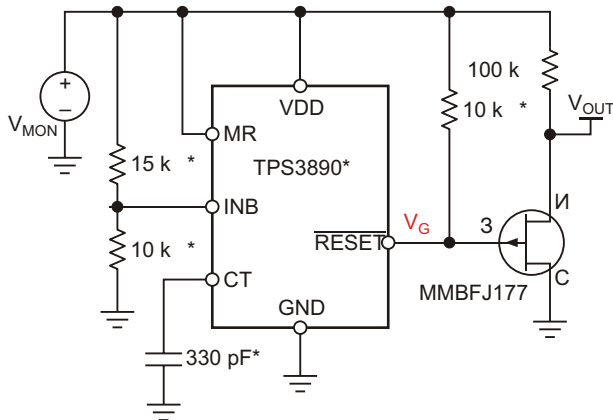 V_MON
+
–
15 k *
10 k *
330 pF*
VDD
MR
TPS3890*
INB
RESET
CT
GND
V_G
10 k *
100 k
V_OUT
И
З
С
MMBFJ177